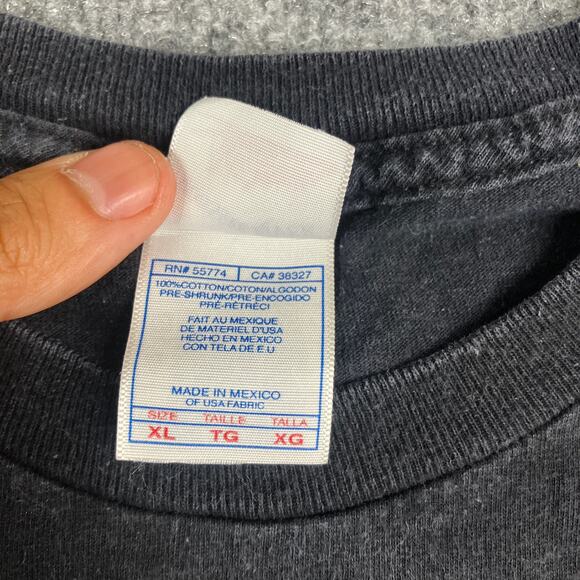 RN# 55774 CA# 38327
100%COTTON/COTON/ALGODON
PRE-SHRUNK/PRE-ENCOGIDO
PRÉ-RÉTRÉCI
FAIT AU MEXIQUE
DE MATERIEL D'USA
HECHO EN MEXICO
CON TELA DE E.U
MADE IN MEXICO
OF USA FABRIC
SIZE TAILLE TALLA
XL TG XG